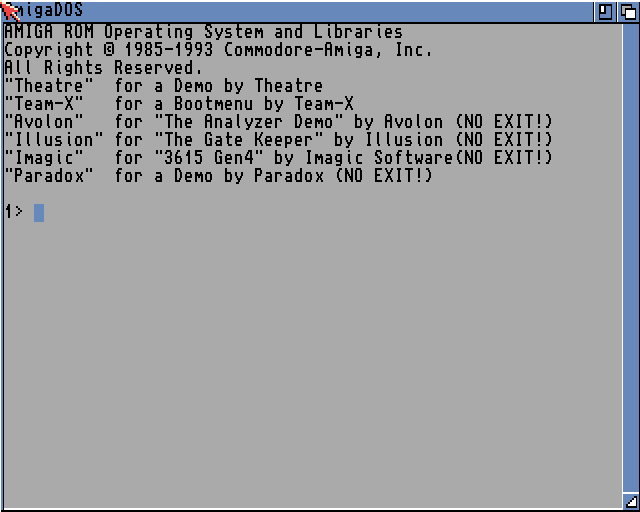 AmigaDOS
AMIGA ROM Operating System and Libraries
Copyright © 1985-1993 Commodore-Amiga, Inc.
All Rights Reserved.
"Theatre"  for a Demo by Theatre
"Team-X"   for a Bootmenu by Team-X
"Avolon"   for "The Analyzer Demo" by Avolon (NO EXIT!)
"Illusion" for "The Gate Keeper" by Illusion (NO EXIT!)
"Imagic"   for "3615 Gen4" by Imagic Software(NO EXIT!)
"Paradox"  for a Demo by Paradox (NO EXIT!)
1>